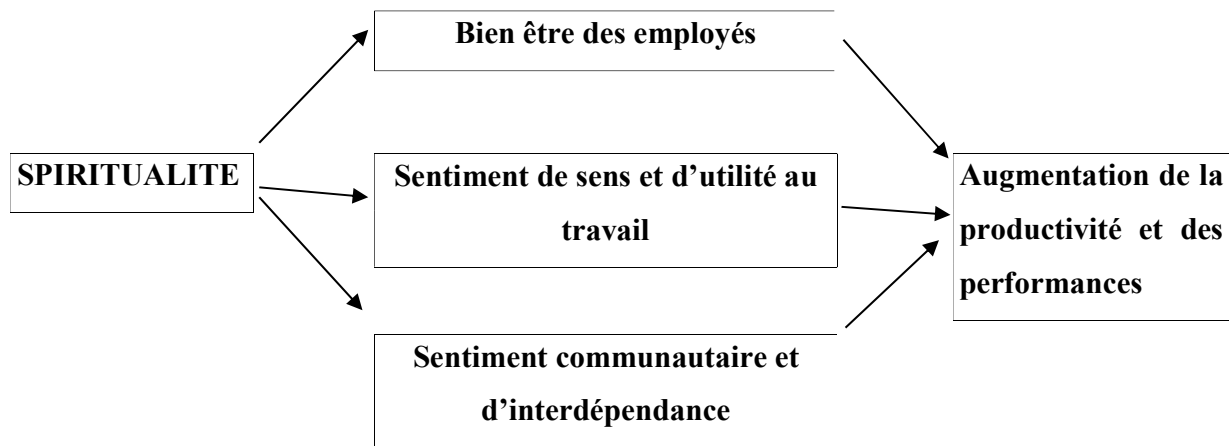 Bien être des employés
SPIRITUALITE
Sentiment de sens et d’utilité au
travail
Sentiment communautaire et
d’interdépendance
Augmentation de la
productivité et des
performances